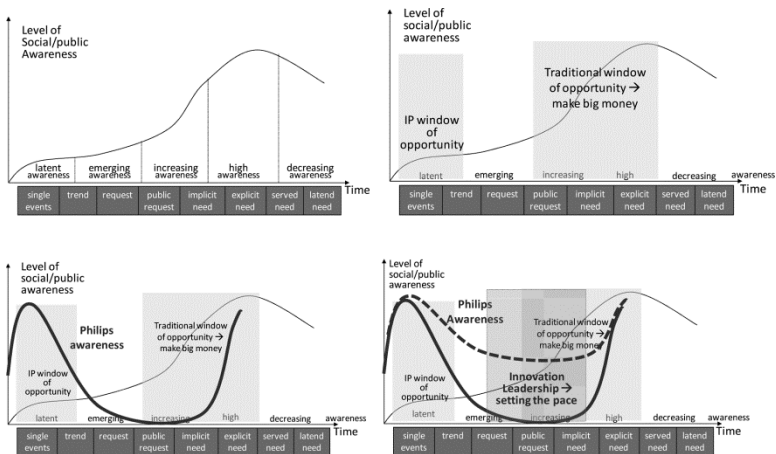 Level of
Social/public
Awareness
latent
awareness
emerging
awareness
increasing
awareness
high
awareness
decreasing
awareness
Time
single
events
trend
request
public
request
implicit
need
explicit
need
served
need
latend
need
Level of
social/public
awareness
IP window
of
opportunity
Traditional window
of opportunity →
make big money
latent
emerging
increasing
high
decreasing
awareness
Time
single
events
trend
request
public
request
implicit
need
explicit
need
served
need
latend
need
Level of
social/public
awareness
Philips
awareness
IP window
of
opportunity
Traditional window
of opportunity →
make big money
latent
emerging
increasing
high
decreasing
awareness
Time
single
events
trend
request
public
request
implicit
need
explicit
need
served
need
latend
need
Level of
social/public
awareness
Philips
Awareness
IP window
of
opportunity
Traditional window
of opportunity →
make big money
Innovation
Leadership →
setting the pace
latent
emerging
increasing
high
decreasing
awareness
Time
single
events
trend
request
public
request
implicit
need
explicit
need
served
need
latend
need